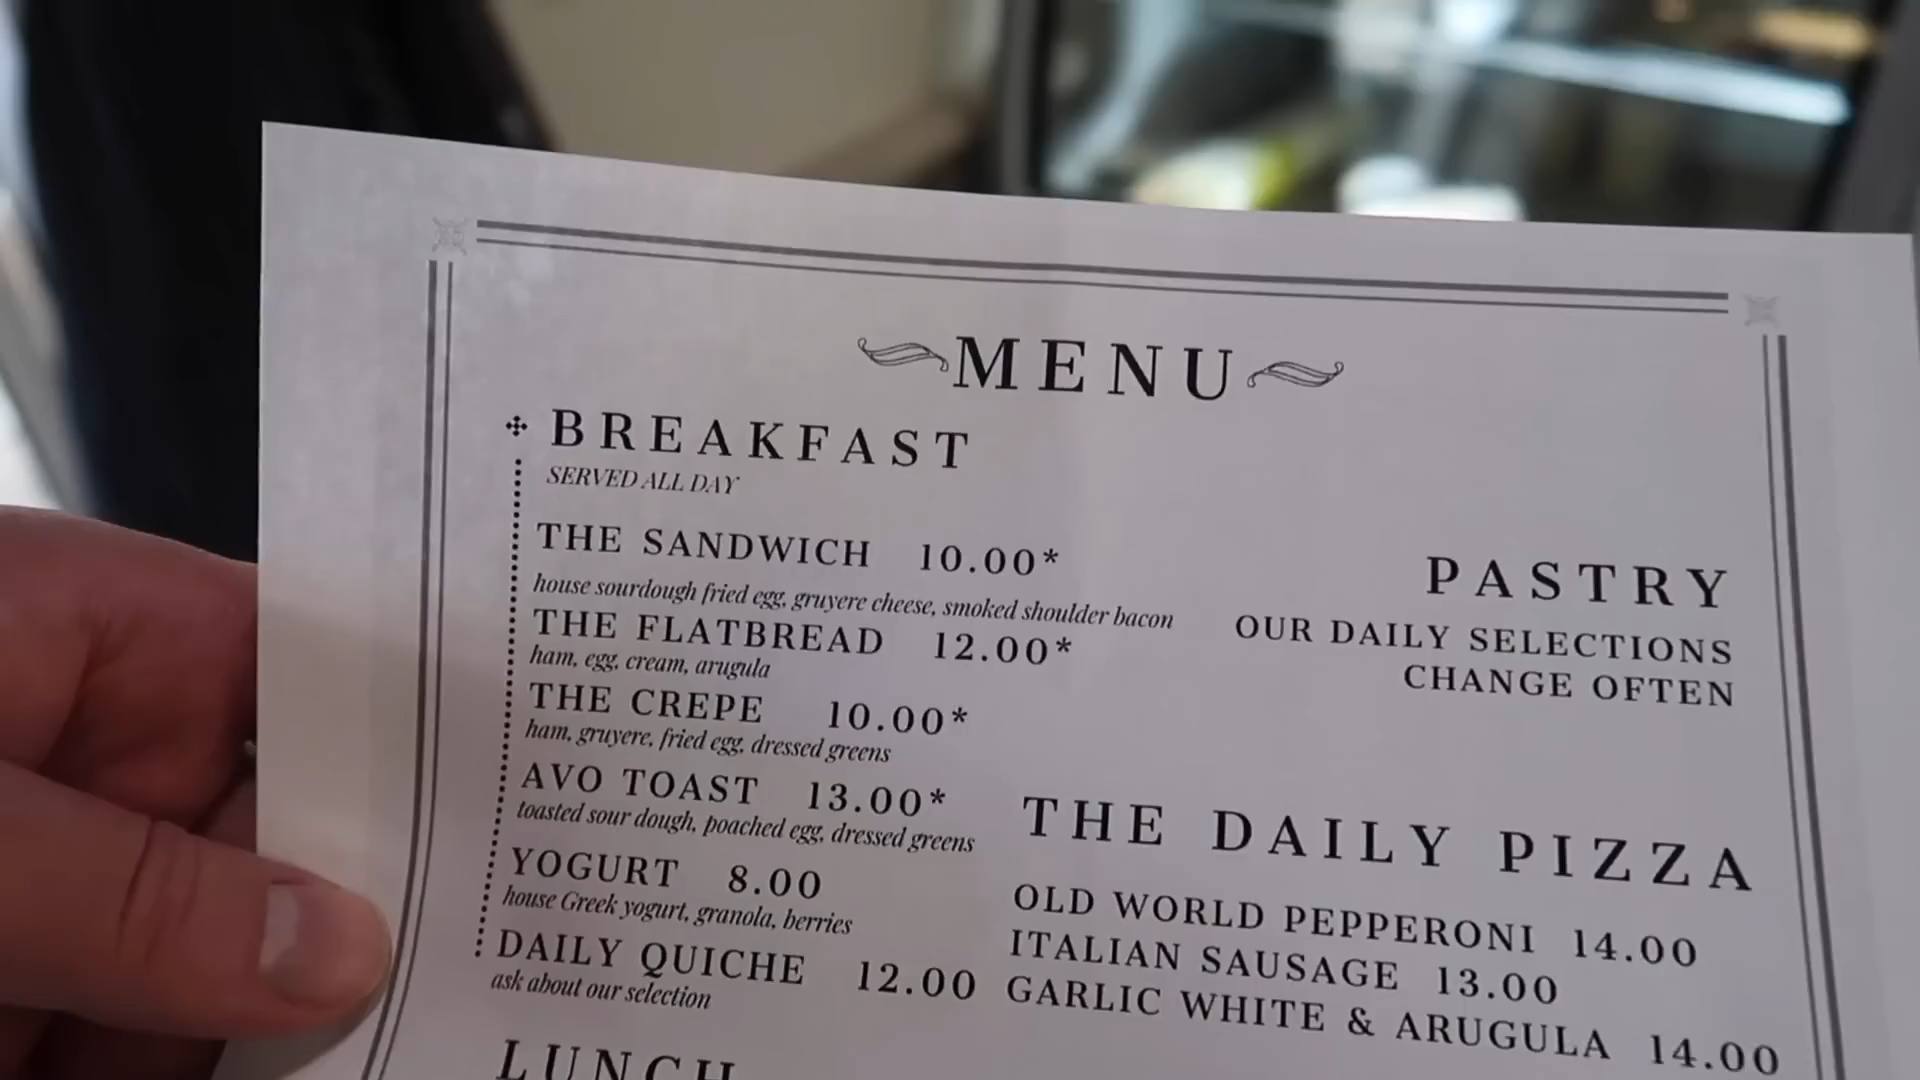 MENU
BREAKFAST
SERVED ALL DAY
THE SANDWICH 10.00*
house sourdough fried egg, gruyere cheese, smoked shoulder bacon
THE FLATBREAD 12.00*
ham, egg, cream, arugula
THE CREPE 10.00*
ham, gruyere, fried egg, dressed greens
AVO TOAST 13.00*
toasted sour dough, poached egg, dressed greens
YOGURT 8.00
house Greek yogurt, granola, berries
DAILY QUICHE 12.00
ask about our selection
LUNCH
PASTRY
OUR DAILY SELECTIONS
CHANGE OFTEN
THE DAILY PIZZA
OLD WORLD PEPPERONI 14.00
ITALIAN SAUSAGE 13.00
GARLIC WHITE & ARUGULA 14.00